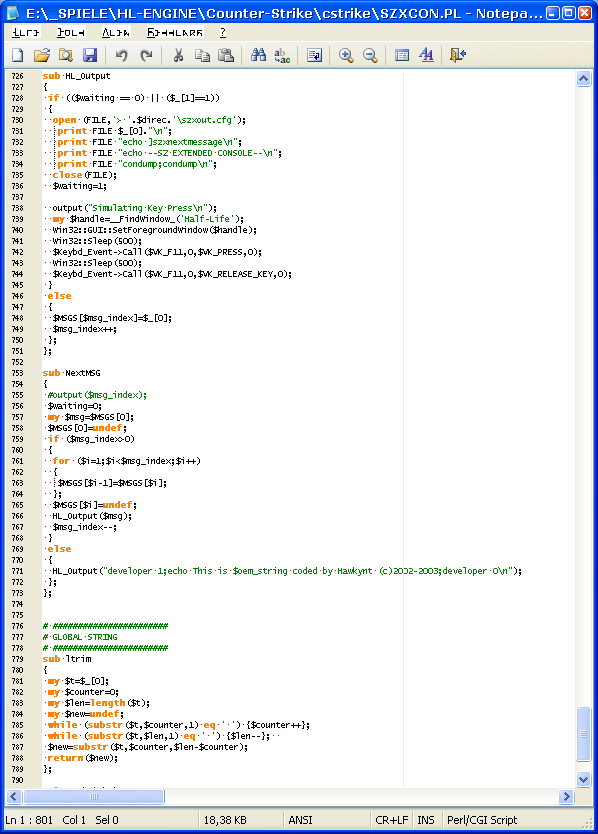 E:\_SPIELE\HL-ENGINE\Counter-Strike\cstrike\SZXCON.PL - Notepa...
?
726 sub HL_Output
727 {
728 if (($waiting == 0) || ($_[1]==1))
729 {
730 open (FILE,'> '.$direc.'\szxout.cfg');
731 print FILE $_[0]."\n";
732 print FILE "echo ]szxnextmessage\n";
733 print FILE "echo --SZ EXTENDED CONSOLE--\n";
734 print FILE "condump;condump\n";
735 close(FILE);
736 $waiting=1;
737
738 output("Simulating Key Press\n");
739 my $handle=__FindWindow_('Half-Life');
740 Win32::GUI::SetForegroundWindow($handle);
741 Win32::Sleep(500);
742 $Keybd_Event->Call($VK_F11,0,$VK_PRESS,0);
743 Win32::Sleep(500);
744 $Keybd_Event->Call($VK_F11,0,$VK_RELEASE_KEY,0);
745 }
746 else
747 {
748 $MSGS[$msg_index]=$_[0];
749 $msg_index++;
750 };
751 };
752
753 sub NextMSG
754 {
755 #output($msg_index);
756 $waiting=0;
757 my $msg=$MSGS[0];
758 $MSGS[0]=undef;
759 if ($msg_index>0)
760 {
761 for ($i=1;$i<$msg_index;$i++)
762 {
763 $MSGS[$i-1]=$MSGS[$i];
764 };
765 $MSGS[$i]=undef;
766 HL_Output($msg);
767 $msg_index--;
768 }
769 else
770 {
771 HL_Output("developer 1;echo This is $oem_string coded by Hawkynt (c)2002-2003;developer 0\n");
772 };
773 };
774
775
776 # ######################
777 # GLOBAL STRING
778 # ######################
779 sub ltrim
780 {
781 my $t=$_[0];
782 my $counter=0;
783 my $len=length($t);
784 my $new=undef;
785 while (substr($t,$counter,1) eq ' ') {$counter++};
786 while (substr($t,$len,1) eq ' ') {$len--};
787 $new=substr($t,$counter,$len-$counter);
788 return($new);
789 };
790
Ln 1 : 801 Col 1 Sel 0 18,38 KB ANSI CR+LF INS Perl/CGI Script